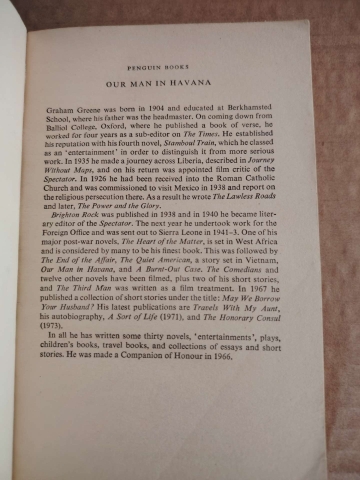 PENGUIN BOOKS
OUR MAN IN HAVANA
Graham Greene was born in 1904 and educated at Berkhamsted
School, where his father was the headmaster. On coming down from
Balliol College, Oxford, where he published a book of verse, he
worked for four years as a sub-editor on The Times. He established
his reputation with his fourth novel, Stamboul Train, which he classed
as an 'entertainment' in order to distinguish it from more serious
work. In 1935 he made a journey across Liberia, described in Journey
Without Maps, and on his return was appointed film critic of the
Spectator. In 1926 he had been received into the Roman Catholic
Church and was commissioned to visit Mexico in 1938 and report on
the religious persecution there. As a result he wrote The Lawless Roads
and, later, The Power and the Glory.
Brighton Rock was published in 1938 and in 1940 he became liter-
ary editor of the Spectator. The next year he undertook work for the
Foreign Office and was sent out to Sierra Leone in 1941-3. One of his
major post-war novels, The Heart of the Matter, is set in West Africa
and is considered by many to be his finest book. This was followed by
The End of the Affair, The Quiet American, a story set in Vietnam,
Our Man in Havana, and A Burnt-Out Case. The Comedians and
twelve other novels have been filmed, plus two of his short stories,
and The Third Man was written as a film treatment. In 1967 he
published a collection of short stories under the title: May We Borrow
Your Husband? His latest publications are Travels With My Aunt,
his autobiography, A Sort of Life (1971), and The Honorary Consul
(1973).
In all he has written some thirty novels, 'entertainments', plays,
children's books, travel books, and collections of essays and short
stories. He was made a Companion of Honour in 1966.